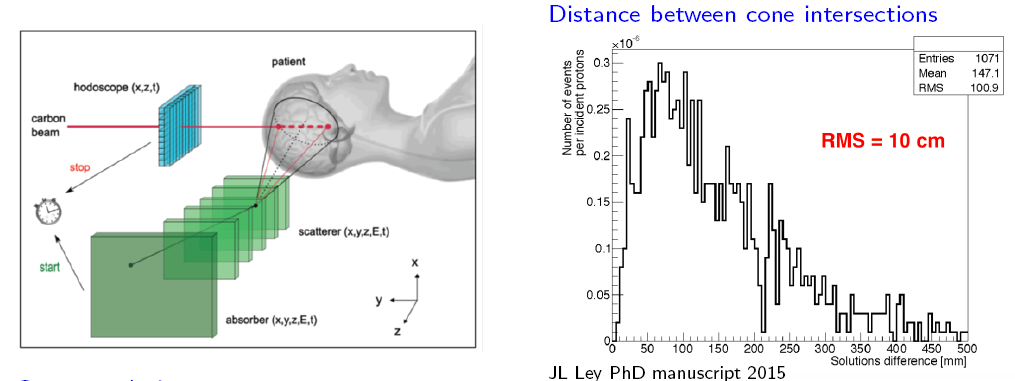 Distance between cone intersections
patient
hodoscope (x,z,t)
carbon
beam
stop
start
scatterer (x,y,z,E,t)
absorber (x,y,z,E,t)
x
y
z
×10⁻⁶
Number of events
per incident protons
0.3
0.25
0.2
0.15
0.1
0.05
0
Entries 1071
Mean 147.1
RMS 100.9
RMS = 10 cm
0 50 100 150 200 250 300 350 400 450 500
Solutions difference [mm]
JL Ley PhD manuscript 2015